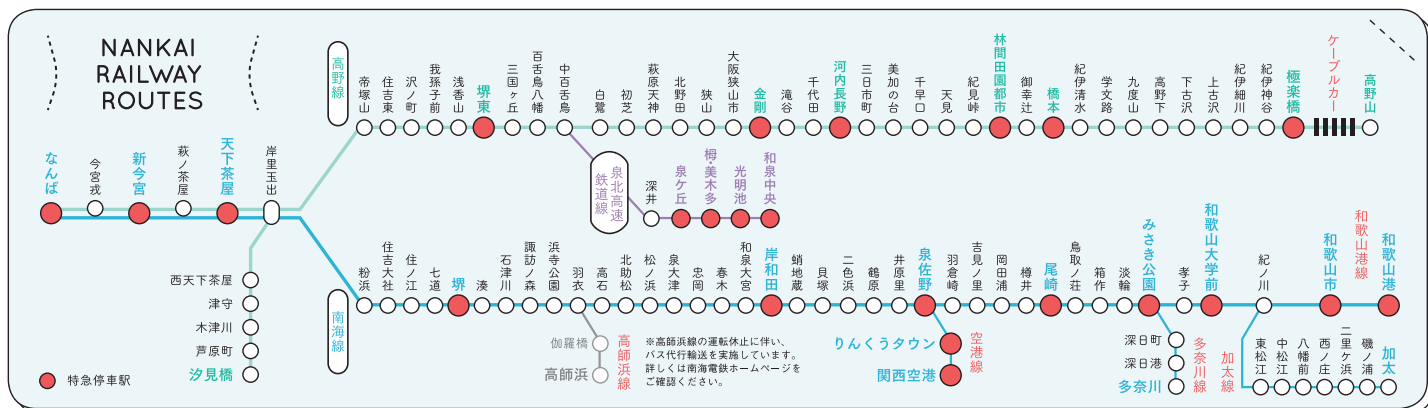 NANKAI
RAILWAY
ROUTES
なんば
今宮戎
新今宮
萩ノ茶屋
天下茶屋
岸里玉出
高野線
帝塚山
住吉東
沢ノ町
我孫子前
浅香山
堺東
三国ヶ丘
百舌鳥八幡
中百舌鳥
白鷺
初芝
萩原天神
北野田
狭山
大阪狭山市
金剛
滝谷
千代田
河内長野
三日市町
美加の台
千早口
天見
紀見峠
林間田園都市
御幸辻
橋本
紀伊清水
学文路
九度山
高野下
下古沢
上古沢
紀伊細川
紀伊神谷
極楽橋
ケーブルカー
高野山
泉北高速
鉄道線
深井
泉ケ丘
栂・美木多
光明池
和泉中央
西天下茶屋
津守
木津川
芦原町
汐見橋
特急停車駅
南海線
粉浜
住吉大社
住ノ江
七道
堺
湊
石津川
諏訪ノ森
浜寺公園
羽衣
高石
北助松
松ノ浜
泉大津
忠岡
春木
和泉大宮
岸和田
蛸地蔵
貝塚
二色浜
鶴原
井原里
泉佐野
羽倉崎
吉見ノ里
岡田浦
樽井
尾崎
鳥取ノ荘
箱作
淡輪
みさき公園
孝子
和歌山大学前
紀ノ川
和歌山市
和歌山港線
和歌山港
伽羅橋
高師浜
高師浜線
※高師浜線の運転休止に伴い、
バス代行輸送を実施しています。
詳しくは南海電鉄ホームページを
ご確認ください。
りんくうタウン
関西空港
空港線
深日町
深日港
多奈川
多奈川線
加太線
東松江
中松江
八幡前
西ノ庄
二里ヶ浜
磯ノ浦
加太